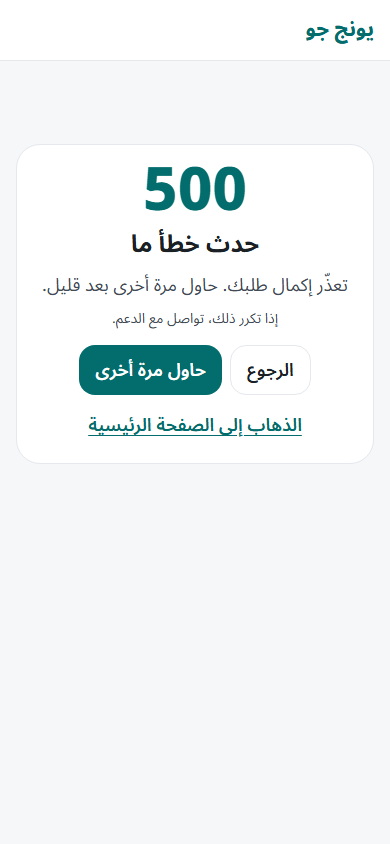 يونج جو
500
حدث خطأ ما
تعذّر إكمال طلبك. حاول مرة أخرى بعد قليل.
إذا تكرر ذلك، تواصل مع الدعم.
الرجوع
حاول مرة أخرى
الذهاب إلى الصفحة الرئيسية